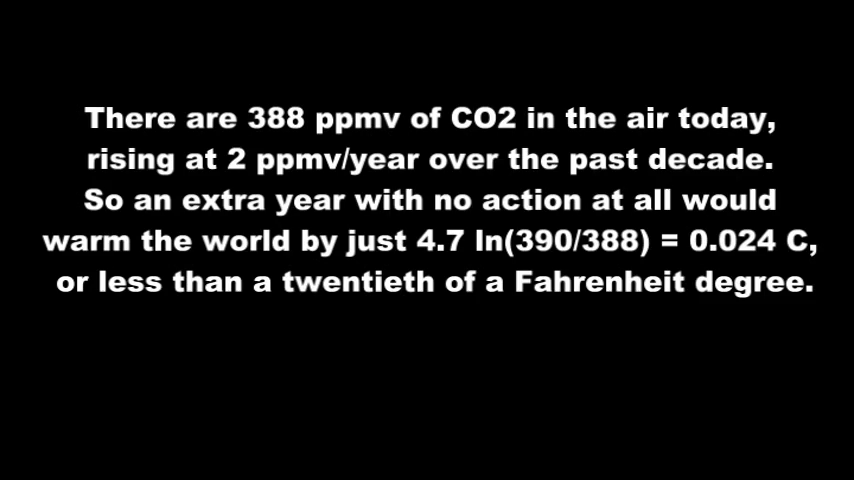 There are 388 ppmv of CO2 in the air today,
rising at 2 ppmv/year over the past decade.
So an extra year with no action at all would
warm the world by just 4.7 ln(390/388) = 0.024 C,
or less than a twentieth of a Fahrenheit degree.